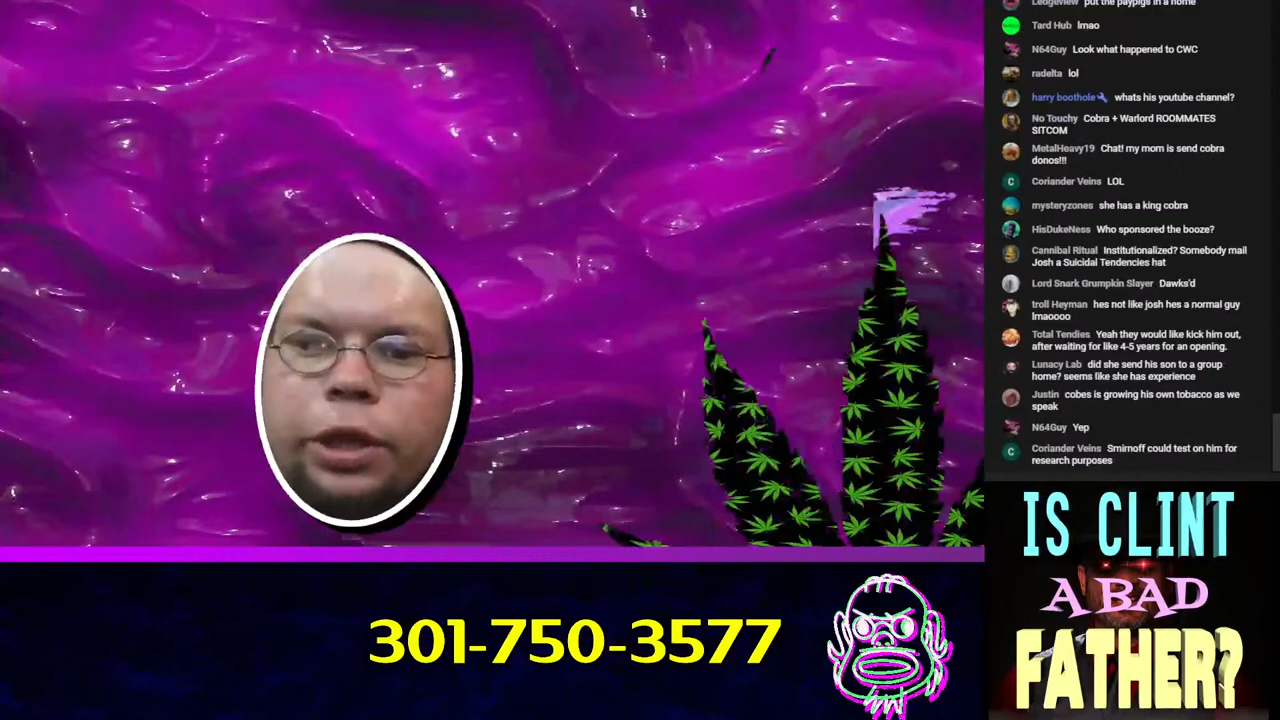 Ledgeview put the paypigs in a home
Tard Hub lmao
N64Guy Look what happened to CWC
radelta lol
harry boothole whats his youtube channel?
No Touchy Cobra + Warlord ROOMMATES
SITCOM
MetalHeavy19 Chat! my mom is send cobra
donos!!!
C Coriander Veins LOL
mysteryzones she has a king cobra
HisDukeNess Who sponsored the booze?
Cannibal Ritual Institutionalized? Somebody mail
Josh a Suicidal Tendencies hat
Lord Snark Grumpkin Slayer Dawks'd
troll Heyman hes not like josh hes a normal guy
lmaoooo
Total Tendies Yeah they would like kick him out,
after waiting for like 4-5 years for an opening.
Lunacy Lab did she send his son to a group
home? seems like she has experience
Justin cobes is growing his own tobacco as we
speak
N64Guy Yep
C Coriander Veins Smirnoff could test on him for
research purposes
IS CLINT
A BAD
FATHER?
301-750-3577